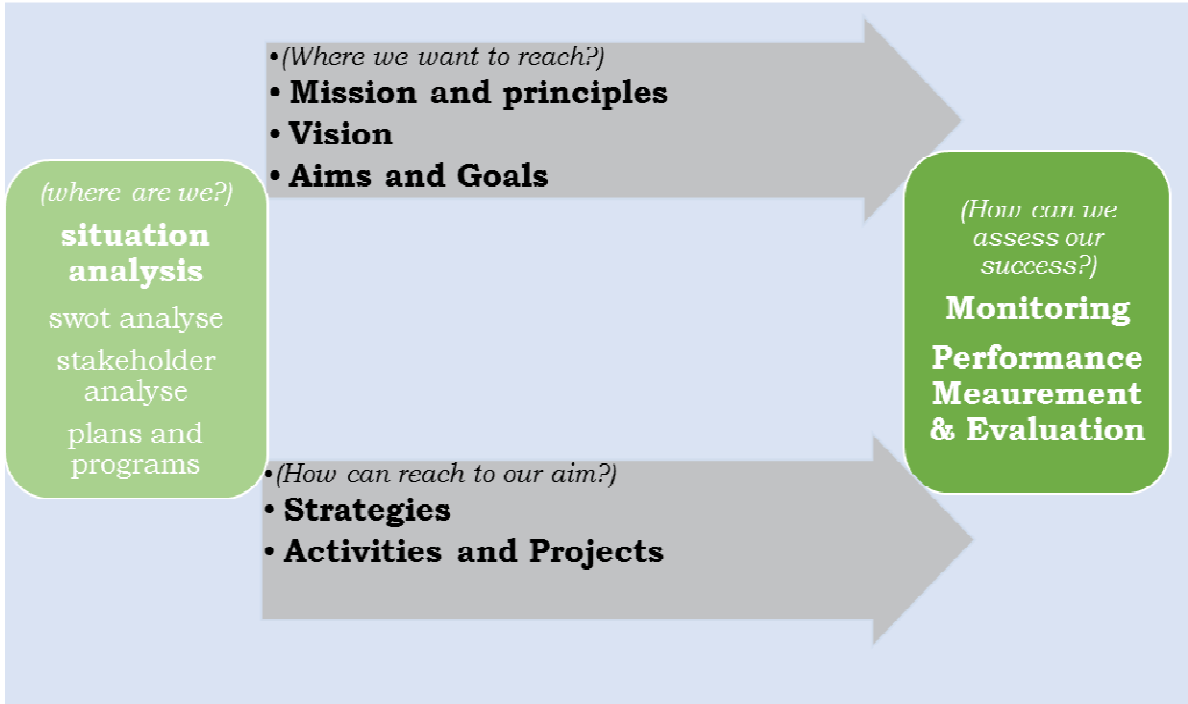 (where are we?)
situation
analysis
swot analyse
stakeholder
analyse
plans and
programs
•(Where we want to reach?)
• Mission and principles
• Vision
• Aims and Goals
•(How can reach to our aim?)
• Strategies
• Activities and Projects
(How can we
assess our
success?)
Monitoring
Performance
Meaurement
& Evaluation